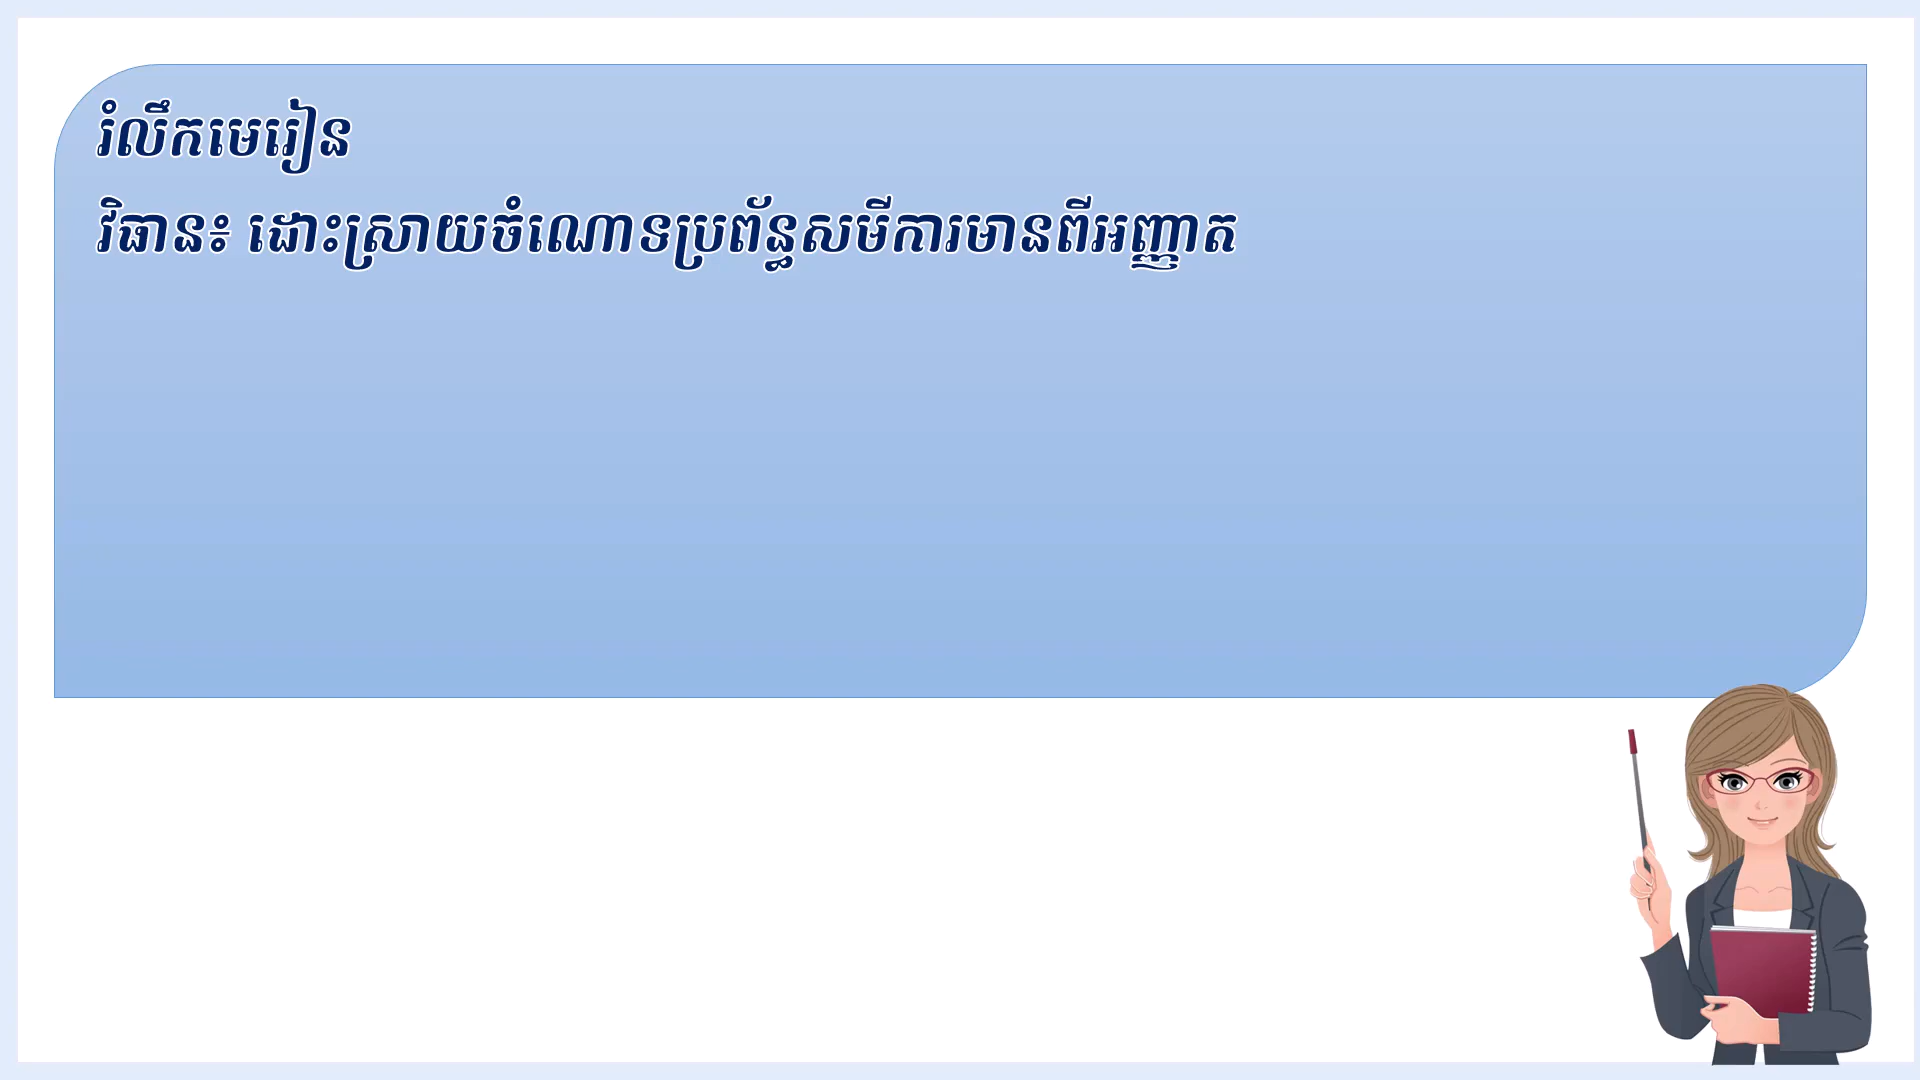 រំលឹកមេរៀន
វិធាន៖ ដោះស្រាយចំណោទប្រព័ន្ធសមីការមានពីរអញ្ញាត